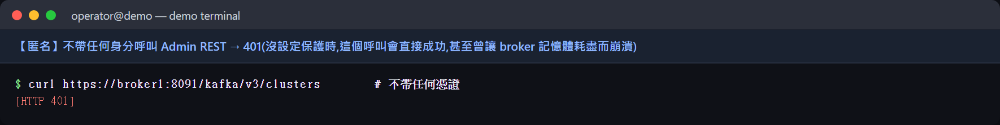 operator@demo — demo terminal
【匿名】不帶任何身分呼叫 Admin REST → 401(沒設定保護時,這個呼叫會直接成功,甚至曾讓 broker 記憶體耗盡而崩潰)
$ curl https://broker1:8091/kafka/v3/clusters # 不帶任何憑證
[HTTP 401]